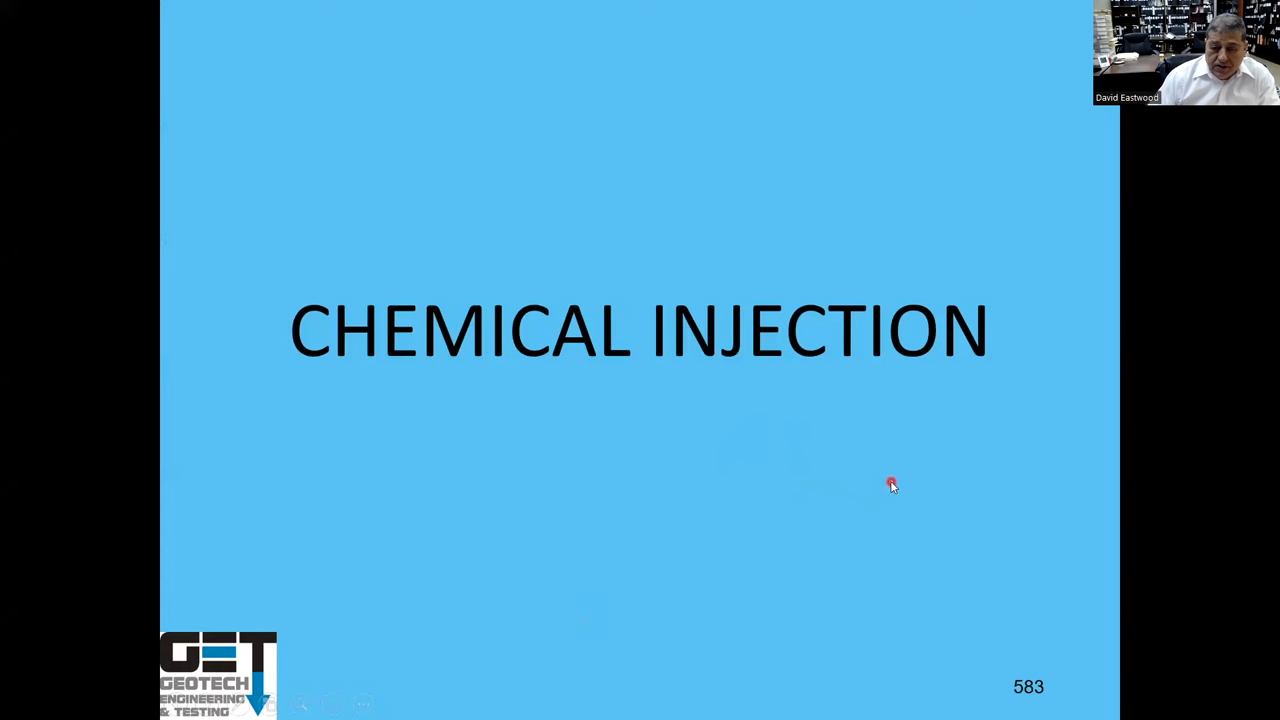 David Eastwood
CHEMICAL INJECTION
GET
GEOTECH
ENGINEERING
& TESTING
583